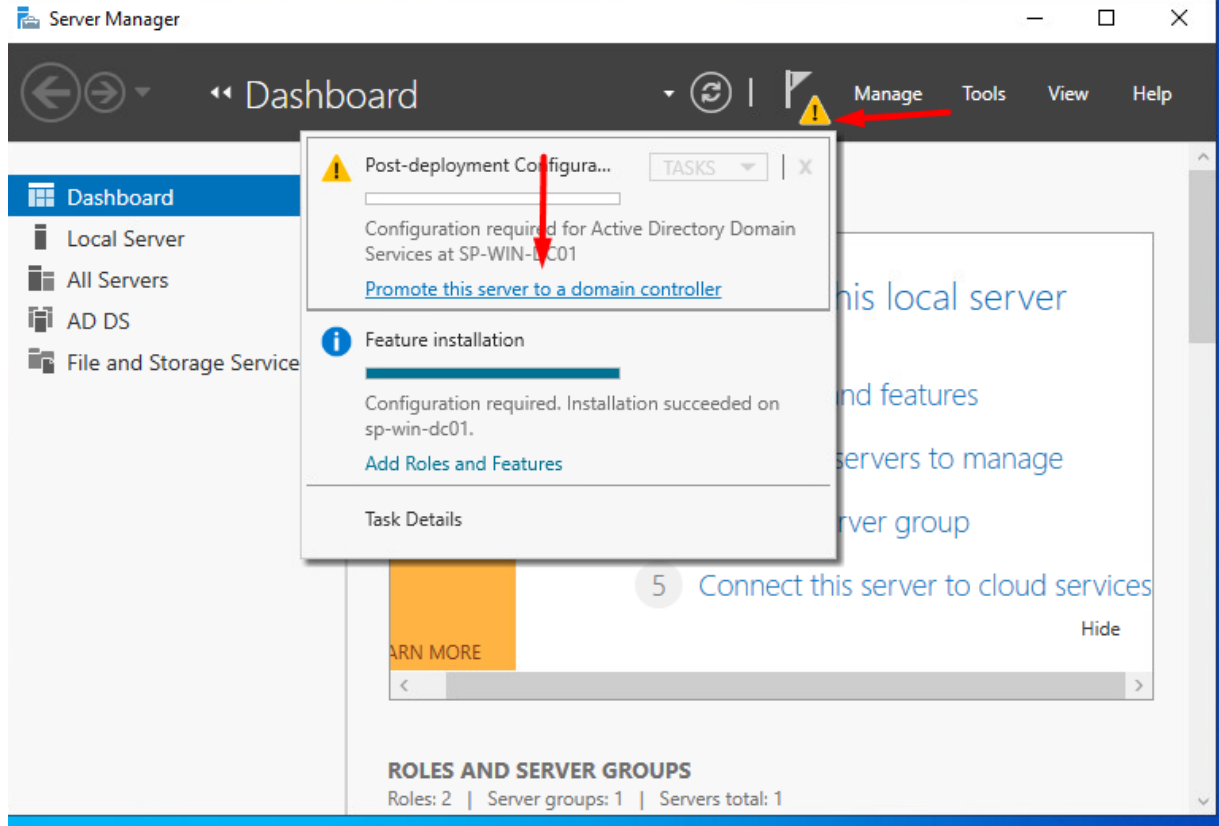 Server Manager
Dashboard
Manage Tools View Help
Dashboard
Local Server
All Servers
AD DS
File and Storage Service
Post-deployment Configura... TASKS X
Configuration required for Active Directory Domain
Services at SP-WIN-DC01
Promote this server to a domain controller
Feature installation
Configuration required. Installation succeeded on
sp-win-dc01.
Add Roles and Features
Task Details
his local server
nd features
servers to manage
rver group
5 Connect this server to cloud services
Hide
ARN MORE
ROLES AND SERVER GROUPS
Roles: 2 | Server groups: 1 | Servers total: 1